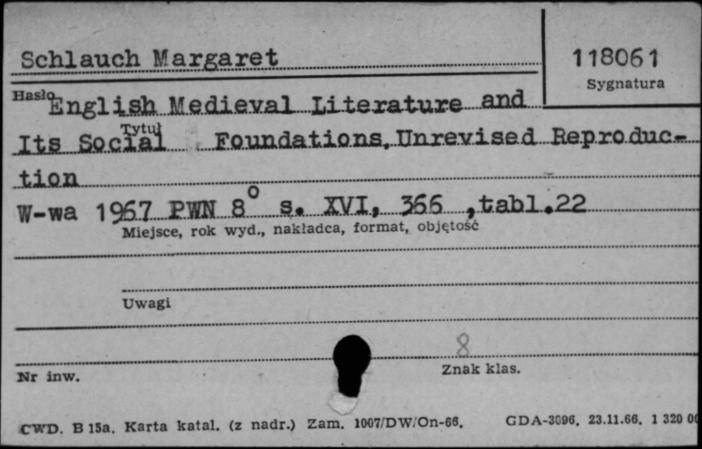 Schlauch Margaret
118061
Sygnatura
Hasło
English Medieval Literature and
Tytuł
Its Social Foundations.Unrevised Reproduc-
tion
W-wa 1967 PWN 8° s. XVI, 366 ,tabl.22
Miejsce, rok wyd., nakładca, format, objętość
Uwagi
8
Nr inw.
Znak klas.
CWD. B 15a. Karta katal. (z nadr.) Zam. 1007/DW/On-66. GDA-3096. 23.11.66. 1 320 00